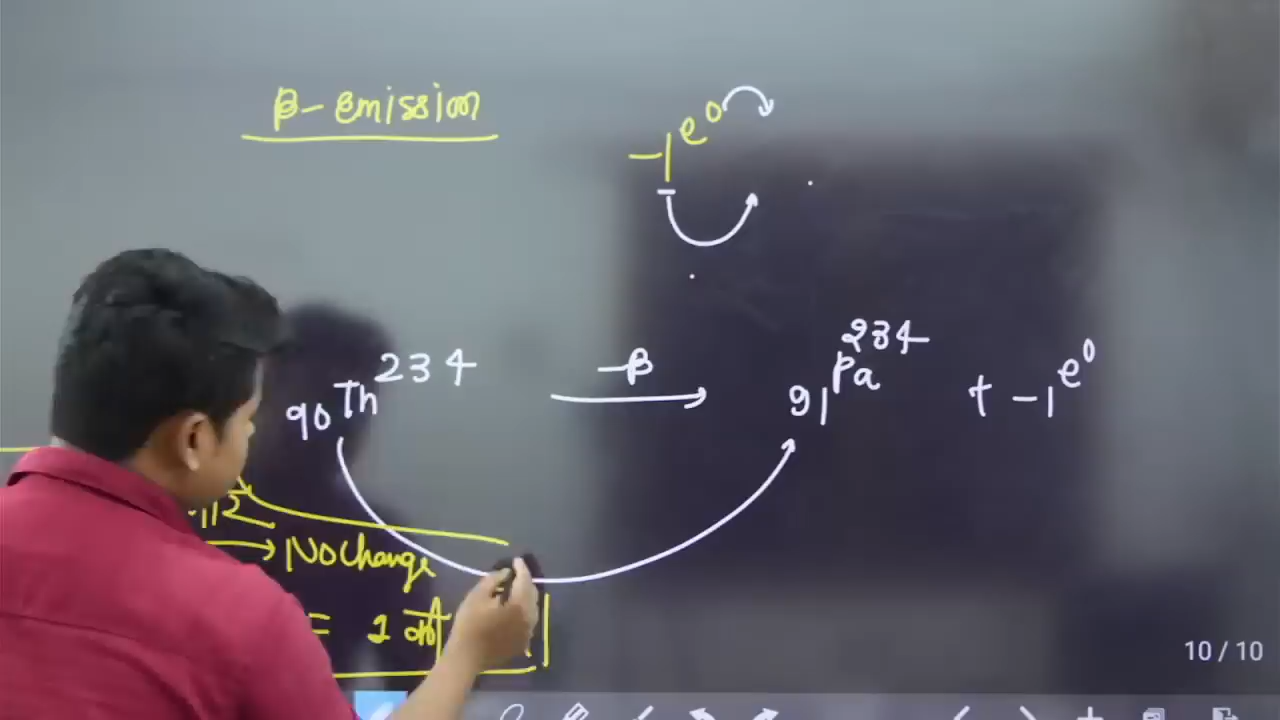 β- emission
-1e⁰
90Th²³⁴ -β→ 91Pa²³⁴ + -1e⁰
→ No change
= 1 की
10 / 10